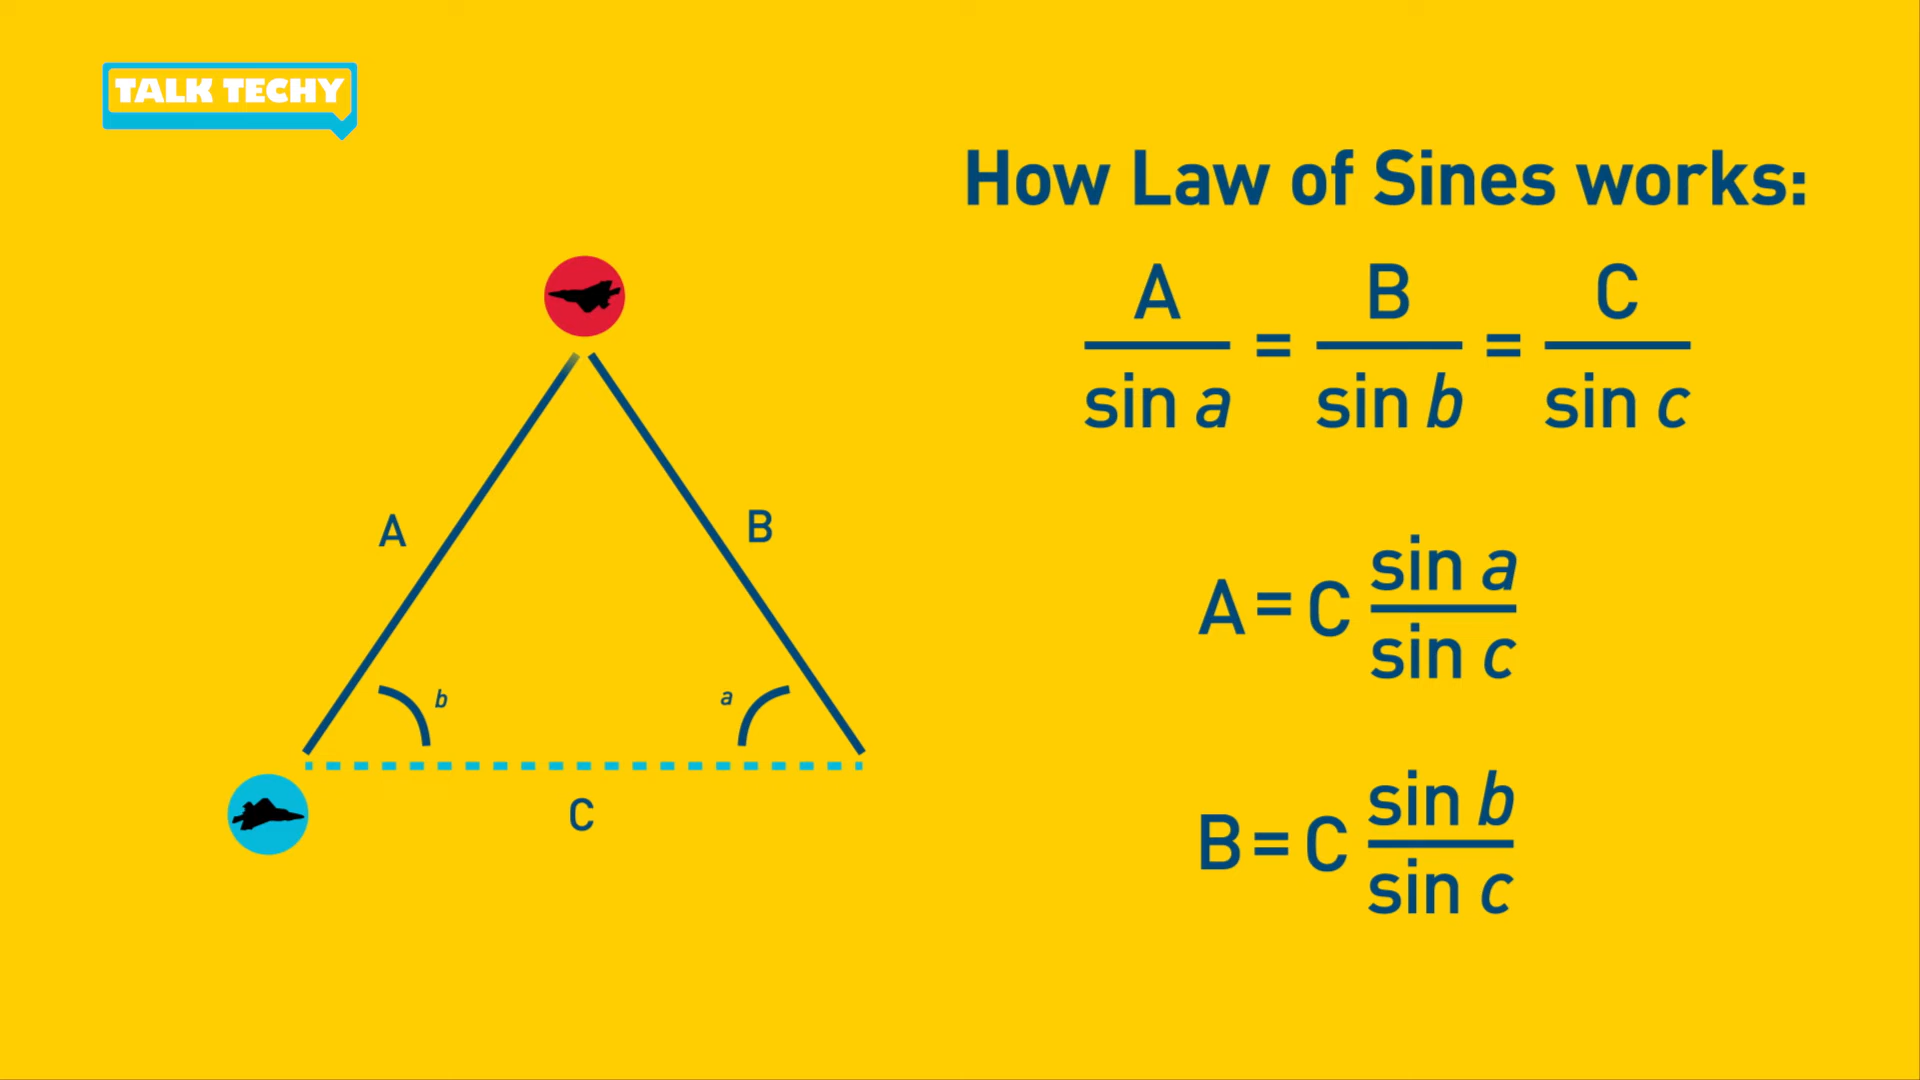 TALK TECHY
How Law of Sines works:
A B C
= =
sin a sin b sin c
A = C sin a
sin c
B = C sin b
sin c
A
B
b
a
C